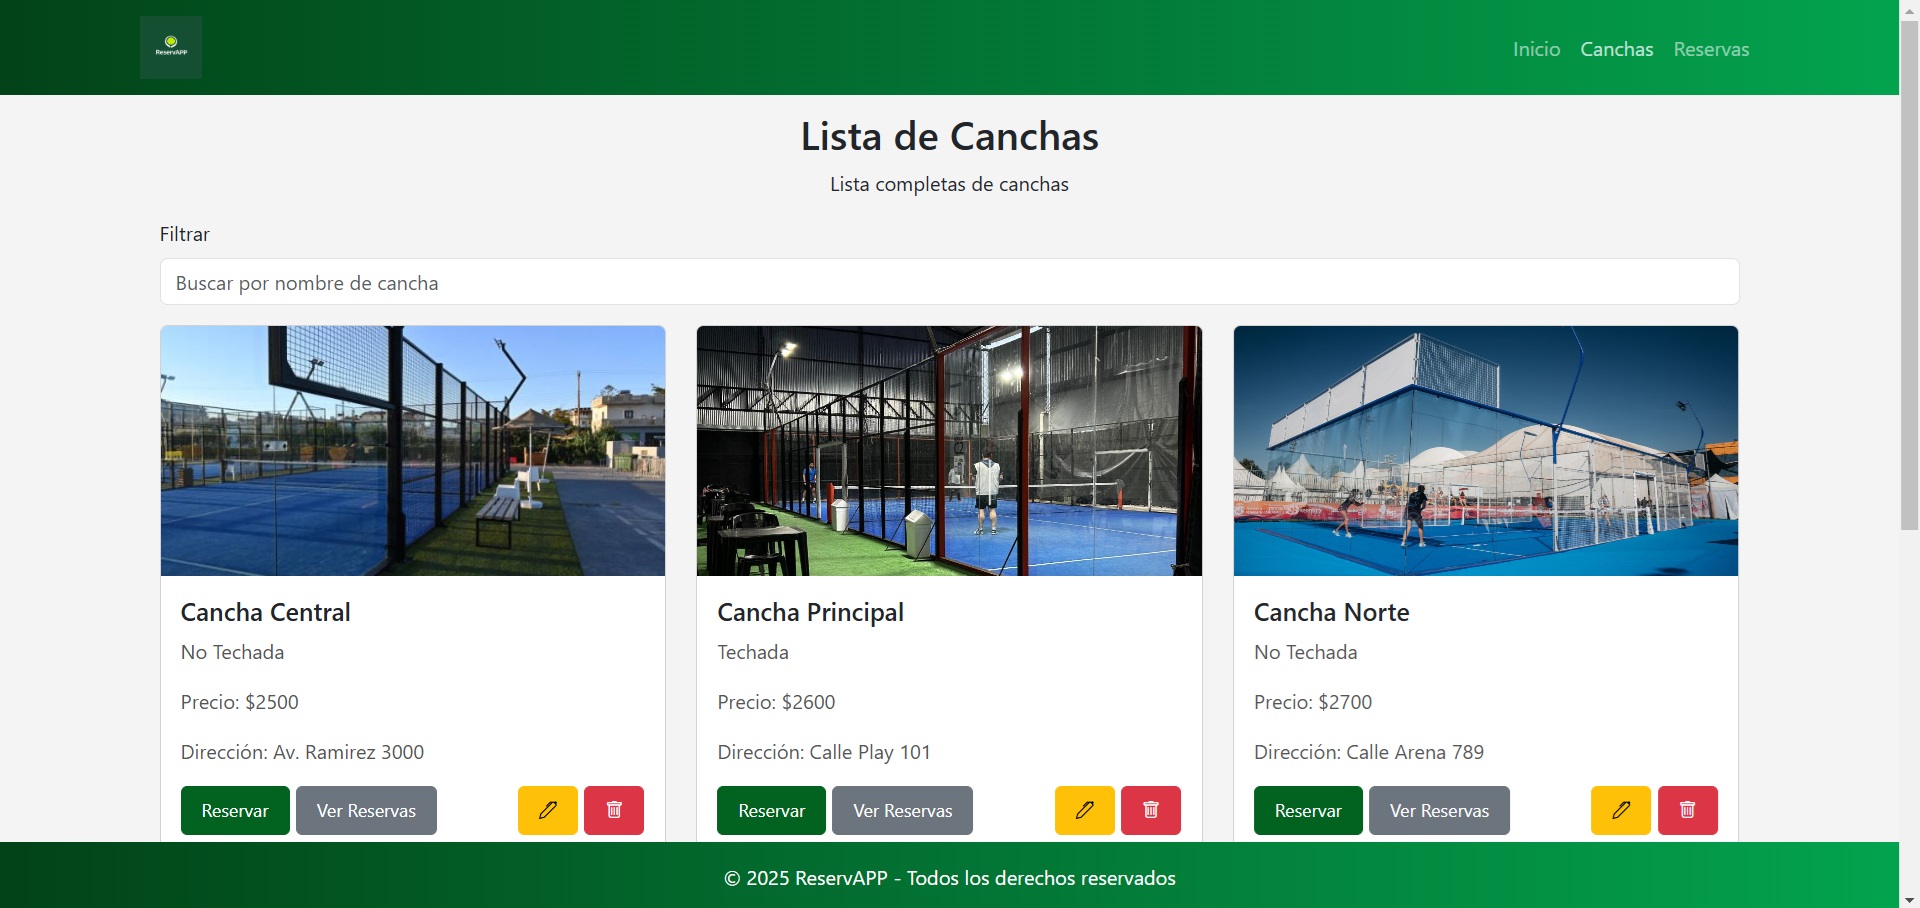 ReservAPP
Inicio Canchas Reservas
Lista de Canchas
Lista completas de canchas
Filtrar
Buscar por nombre de cancha
Cancha Central
No Techada
Precio: $2500
Dirección: Av. Ramirez 3000
Reservar Ver Reservas
Cancha Principal
Techada
Precio: $2600
Dirección: Calle Play 101
Reservar Ver Reservas
Cancha Norte
No Techada
Precio: $2700
Dirección: Calle Arena 789
Reservar Ver Reservas
© 2025 ReservAPP - Todos los derechos reservados